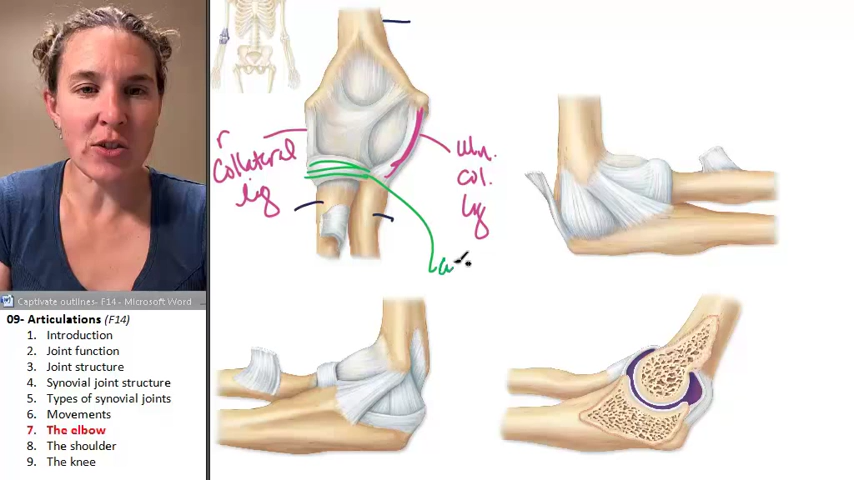 r
Collateral
lig
uln.
col.
lig
Captivate outlines- F14 - Microsoft Word
09- Articulations (F14)
1. Introduction
2. Joint function
3. Joint structure
4. Synovial joint structure
5. Types of synovial joints
6. Movements
7. The elbow
8. The shoulder
9. The knee